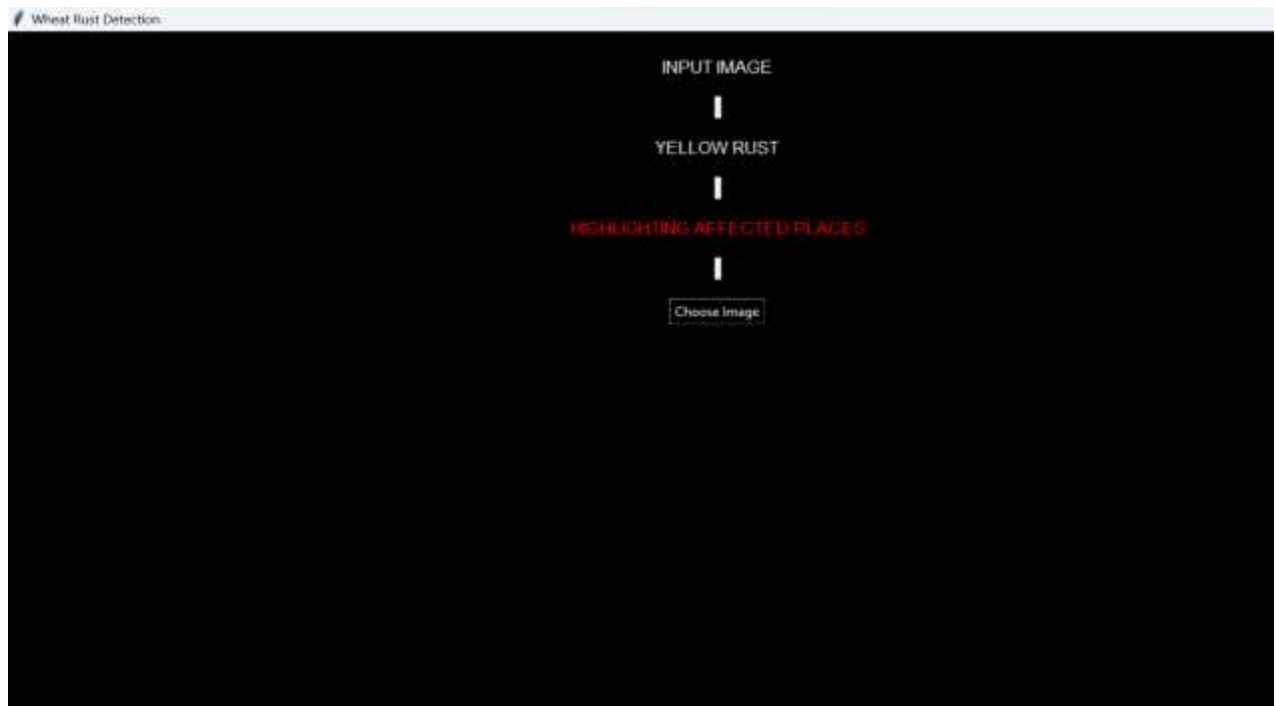 Wheat Rust Detection
INPUT IMAGE
YELLOW RUST
HIGHLIGHTING AFFECTED PLACES
Choose Image